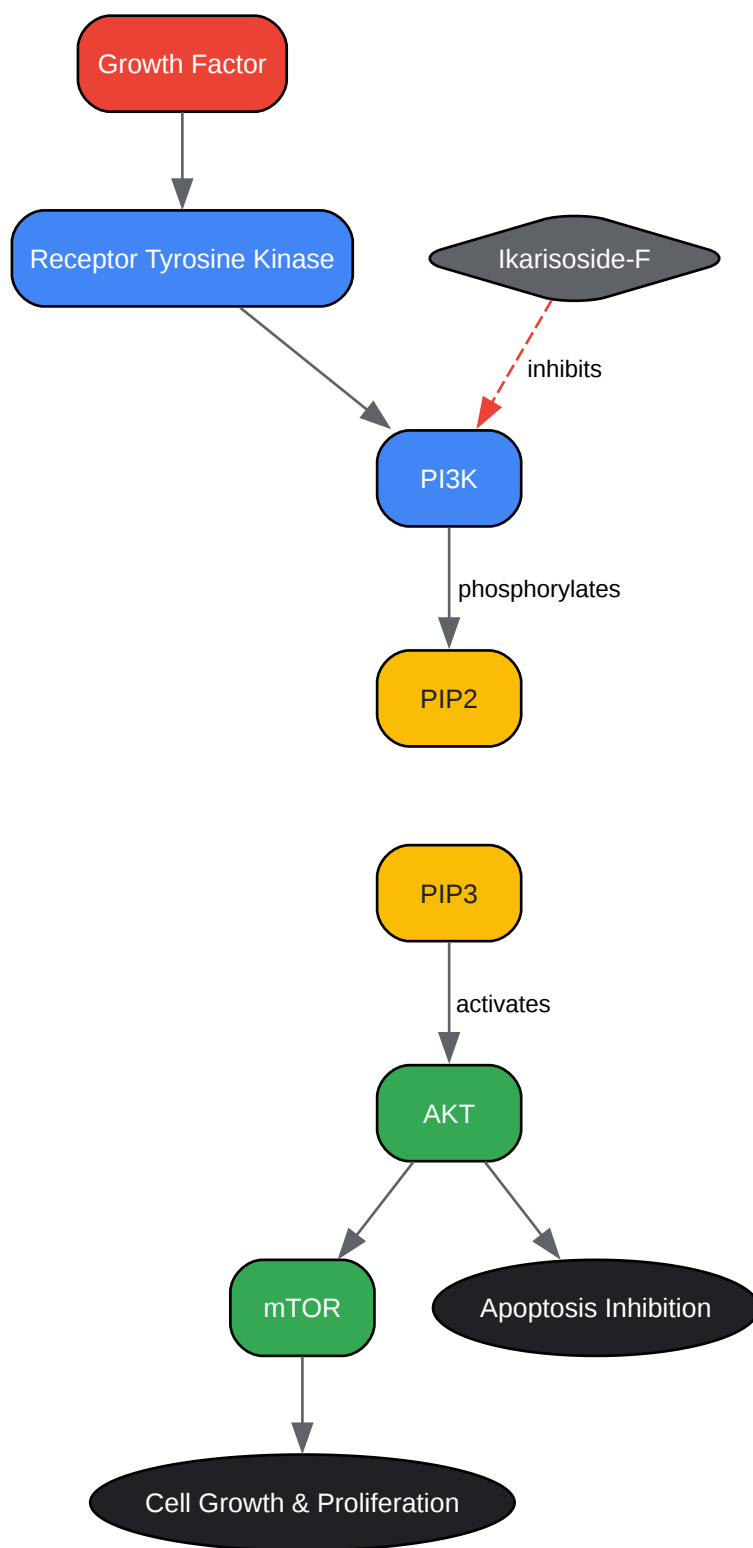 Growth Factor
Receptor Tyrosine Kinase
Ikarisoside-F
inhibits
PI3K
phosphorylates
PIP2
PIP3
activates
AKT
mTOR
Apoptosis Inhibition
Cell Growth & Proliferation